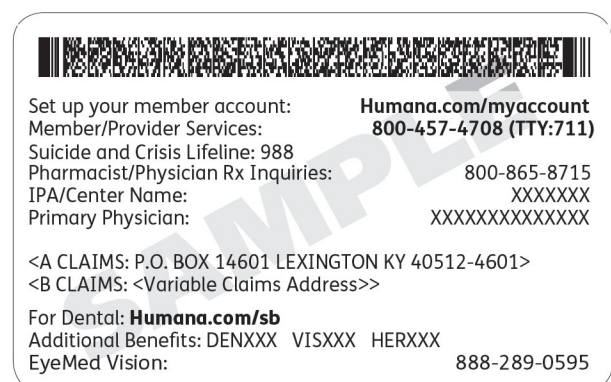 Set up your member account: Humana.com/myaccount
Member/Provider Services: 800-457-4708 (TTY:711)
Suicide and Crisis Lifeline: 988
Pharmacist/Physician Rx Inquiries: 800-865-8715
IPA/Center Name: XXXXXXX
Primary Physician: XXXXXXXXXXXXXX
<A CLAIMS: P.O. BOX 14601 LEXINGTON KY 40512-4601>
<B CLAIMS: <Variable Claims Address>>
For Dental: Humana.com/sb
Additional Benefits: DENXXX VISXXX HERXXX
EyeMed Vision: 888-289-0595
SAMPLE